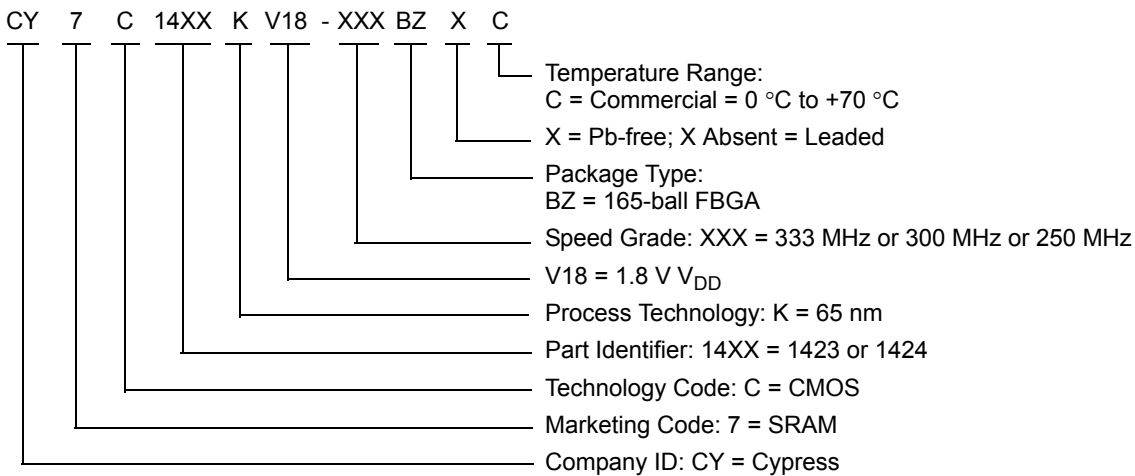 CY 7 C 14XX K V18 - XXX BZ X C
Temperature Range:
C = Commercial = 0 °C to +70 °C
X = Pb-free; X Absent = Leaded
Package Type:
BZ = 165-ball FBGA
Speed Grade: XXX = 333 MHz or 300 MHz or 250 MHz
V18 = 1.8 V VDD
Process Technology: K = 65 nm
Part Identifier: 14XX = 1423 or 1424
Technology Code: C = CMOS
Marketing Code: 7 = SRAM
Company ID: CY = Cypress